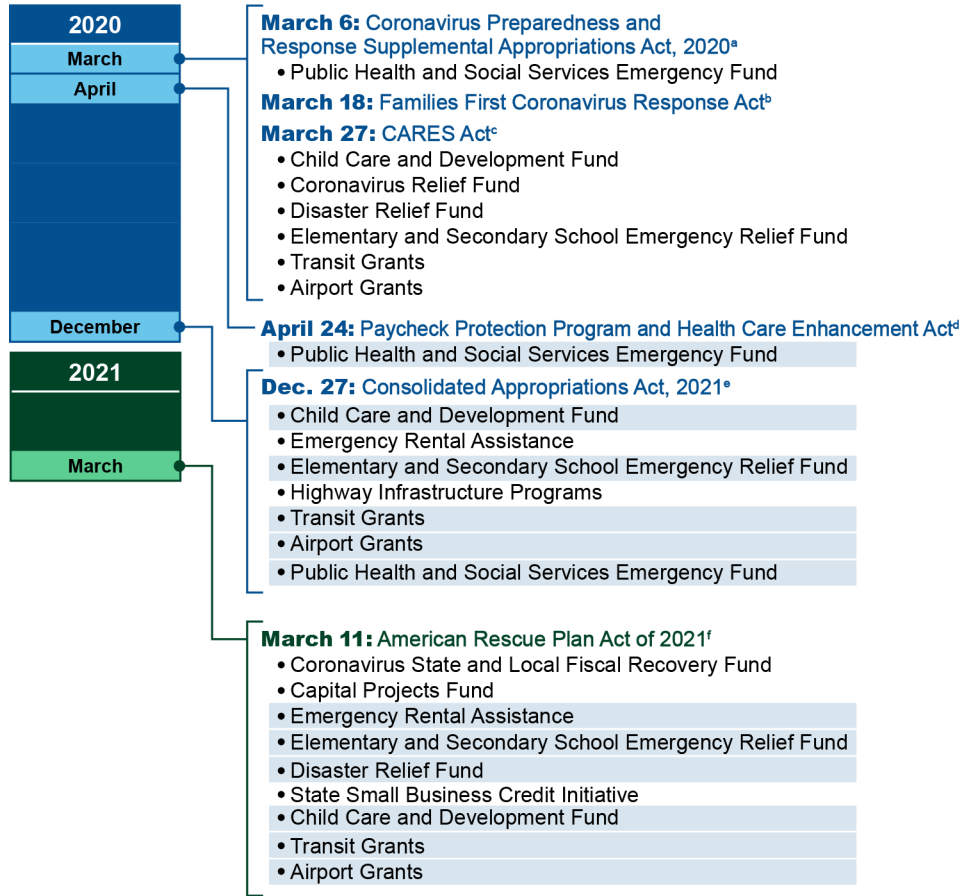 2020
March
April
December
2021
March
March 6: Coronavirus Preparedness and
Response Supplemental Appropriations Act, 2020ᵃ
• Public Health and Social Services Emergency Fund
March 18: Families First Coronavirus Response Actᵇ
March 27: CARES Actᶜ
• Child Care and Development Fund
• Coronavirus Relief Fund
• Disaster Relief Fund
• Elementary and Secondary School Emergency Relief Fund
• Transit Grants
• Airport Grants
April 24: Paycheck Protection Program and Health Care Enhancement Actᵈ
• Public Health and Social Services Emergency Fund
Dec. 27: Consolidated Appropriations Act, 2021ᵉ
• Child Care and Development Fund
• Emergency Rental Assistance
• Elementary and Secondary School Emergency Relief Fund
• Highway Infrastructure Programs
• Transit Grants
• Airport Grants
• Public Health and Social Services Emergency Fund
March 11: American Rescue Plan Act of 2021ᶠ
• Coronavirus State and Local Fiscal Recovery Fund
• Capital Projects Fund
• Emergency Rental Assistance
• Elementary and Secondary School Emergency Relief Fund
• Disaster Relief Fund
• State Small Business Credit Initiative
• Child Care and Development Fund
• Transit Grants
• Airport Grants